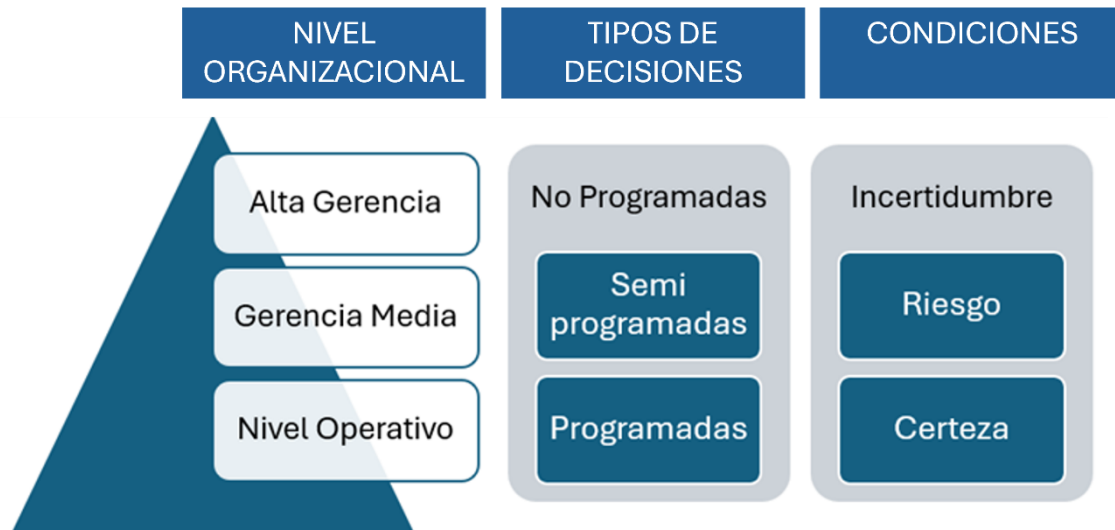 NIVEL
ORGANIZACIONAL
TIPOS DE
DECISIONES
CONDICIONES
Alta Gerencia
No Programadas
Incertidumbre
Gerencia Media
Semi
programadas
Riesgo
Nivel Operativo
Programadas
Certeza